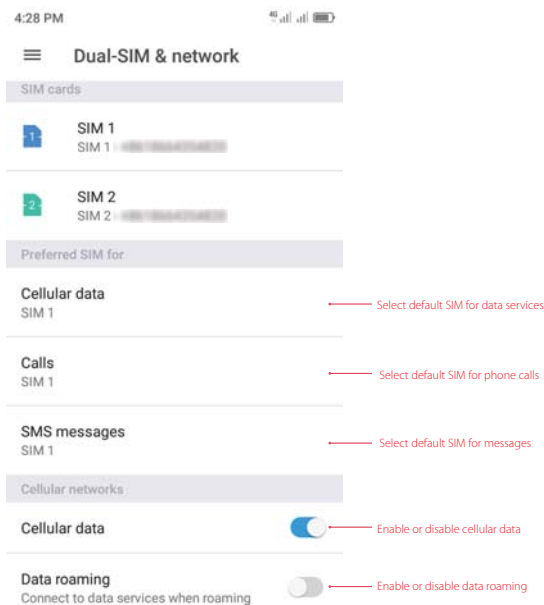 4:28 PM 4G
Dual-SIM & network
SIM cards
1
SIM 1
SIM 1
2
SIM 2
SIM 2
Preferred SIM for
Cellular data
SIM 1
Select default SIM for data services
Calls
SIM 1
Select default SIM for phone calls
SMS messages
SIM 1
Select default SIM for messages
Cellular networks
Cellular data
Enable or disable cellular data
Data roaming
Connect to data services when roaming
Enable or disable data roaming